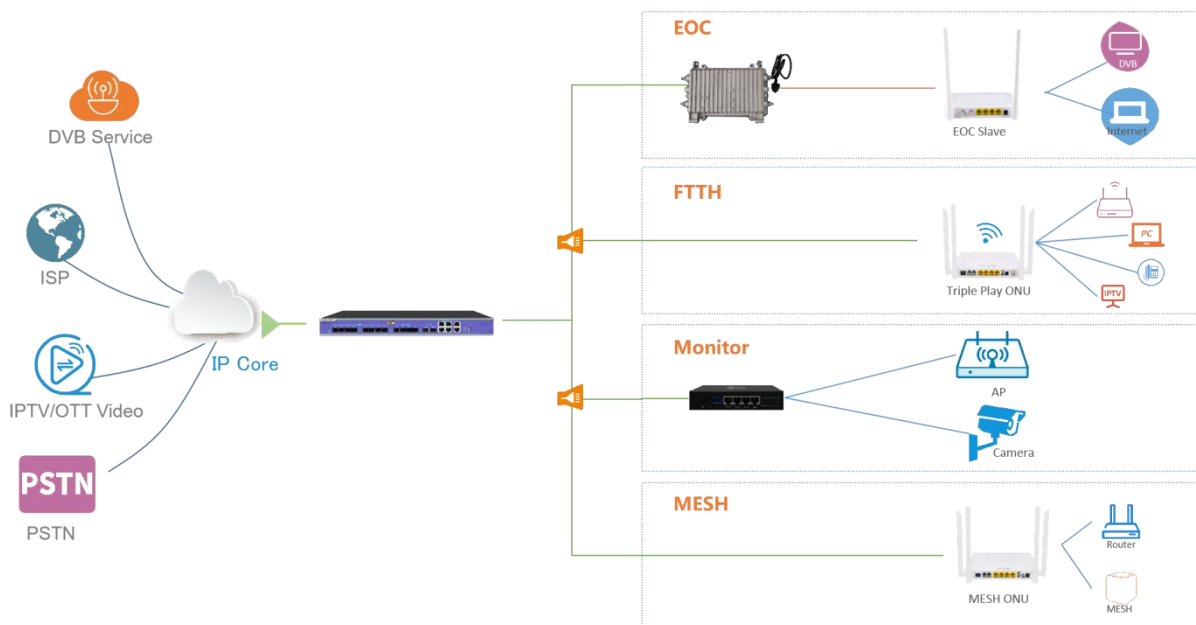 DVB Service
ISP
IPTV/OTT Video
PSTN
PSTN
IP Core
EOC
EOC Slave
DVB
Internet
FTTH
Triple Play ONU
PC
IPTV
Monitor
AP
Camera
MESH
MESH ONU
Router
MESH